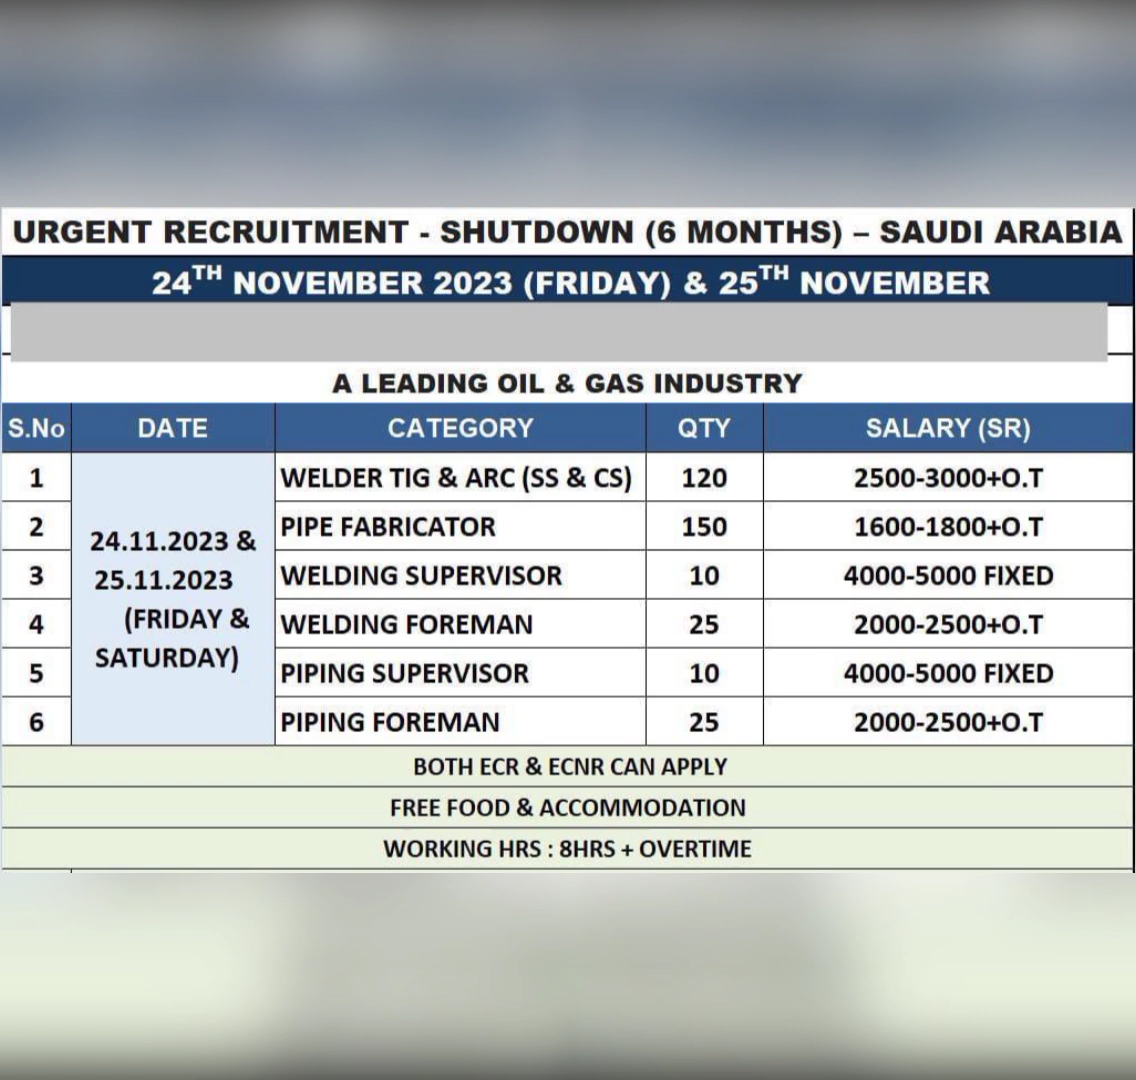 URGENT RECRUITMENT - SHUTDOWN (6 MONTHS) – SAUDI ARABIA
24TH NOVEMBER 2023 (FRIDAY) & 25TH NOVEMBER
A LEADING OIL & GAS INDUSTRY
S.No DATE CATEGORY QTY SALARY (SR)
24.11.2023 &
25.11.2023
(FRIDAY &
SATURDAY)
1 WELDER TIG & ARC (SS & CS) 120 2500-3000+O.T
2 PIPE FABRICATOR 150 1600-1800+O.T
3 WELDING SUPERVISOR 10 4000-5000 FIXED
4 WELDING FOREMAN 25 2000-2500+O.T
5 PIPING SUPERVISOR 10 4000-5000 FIXED
6 PIPING FOREMAN 25 2000-2500+O.T
BOTH ECR & ECNR CAN APPLY
FREE FOOD & ACCOMMODATION
WORKING HRS : 8HRS + OVERTIME